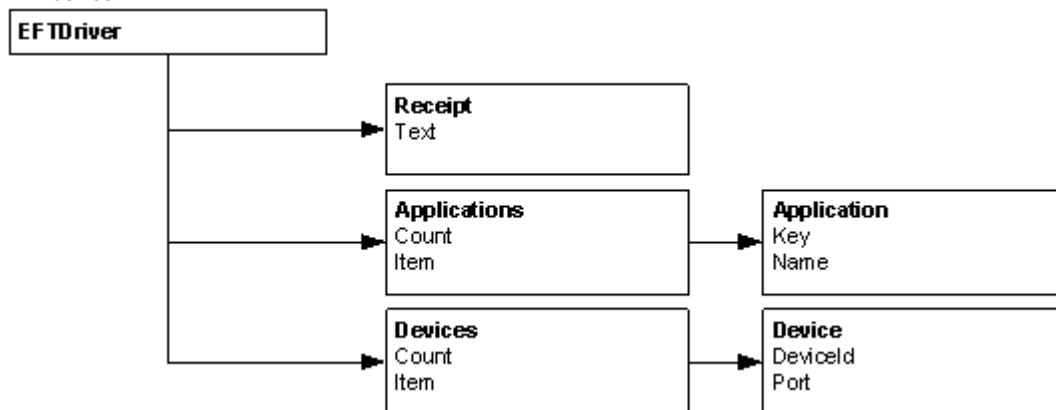 EFTDriver
Receipt
Text
Applications
Count
Item
Application
Key
Name
Devices
Count
Item
Device
DeviceId
Port